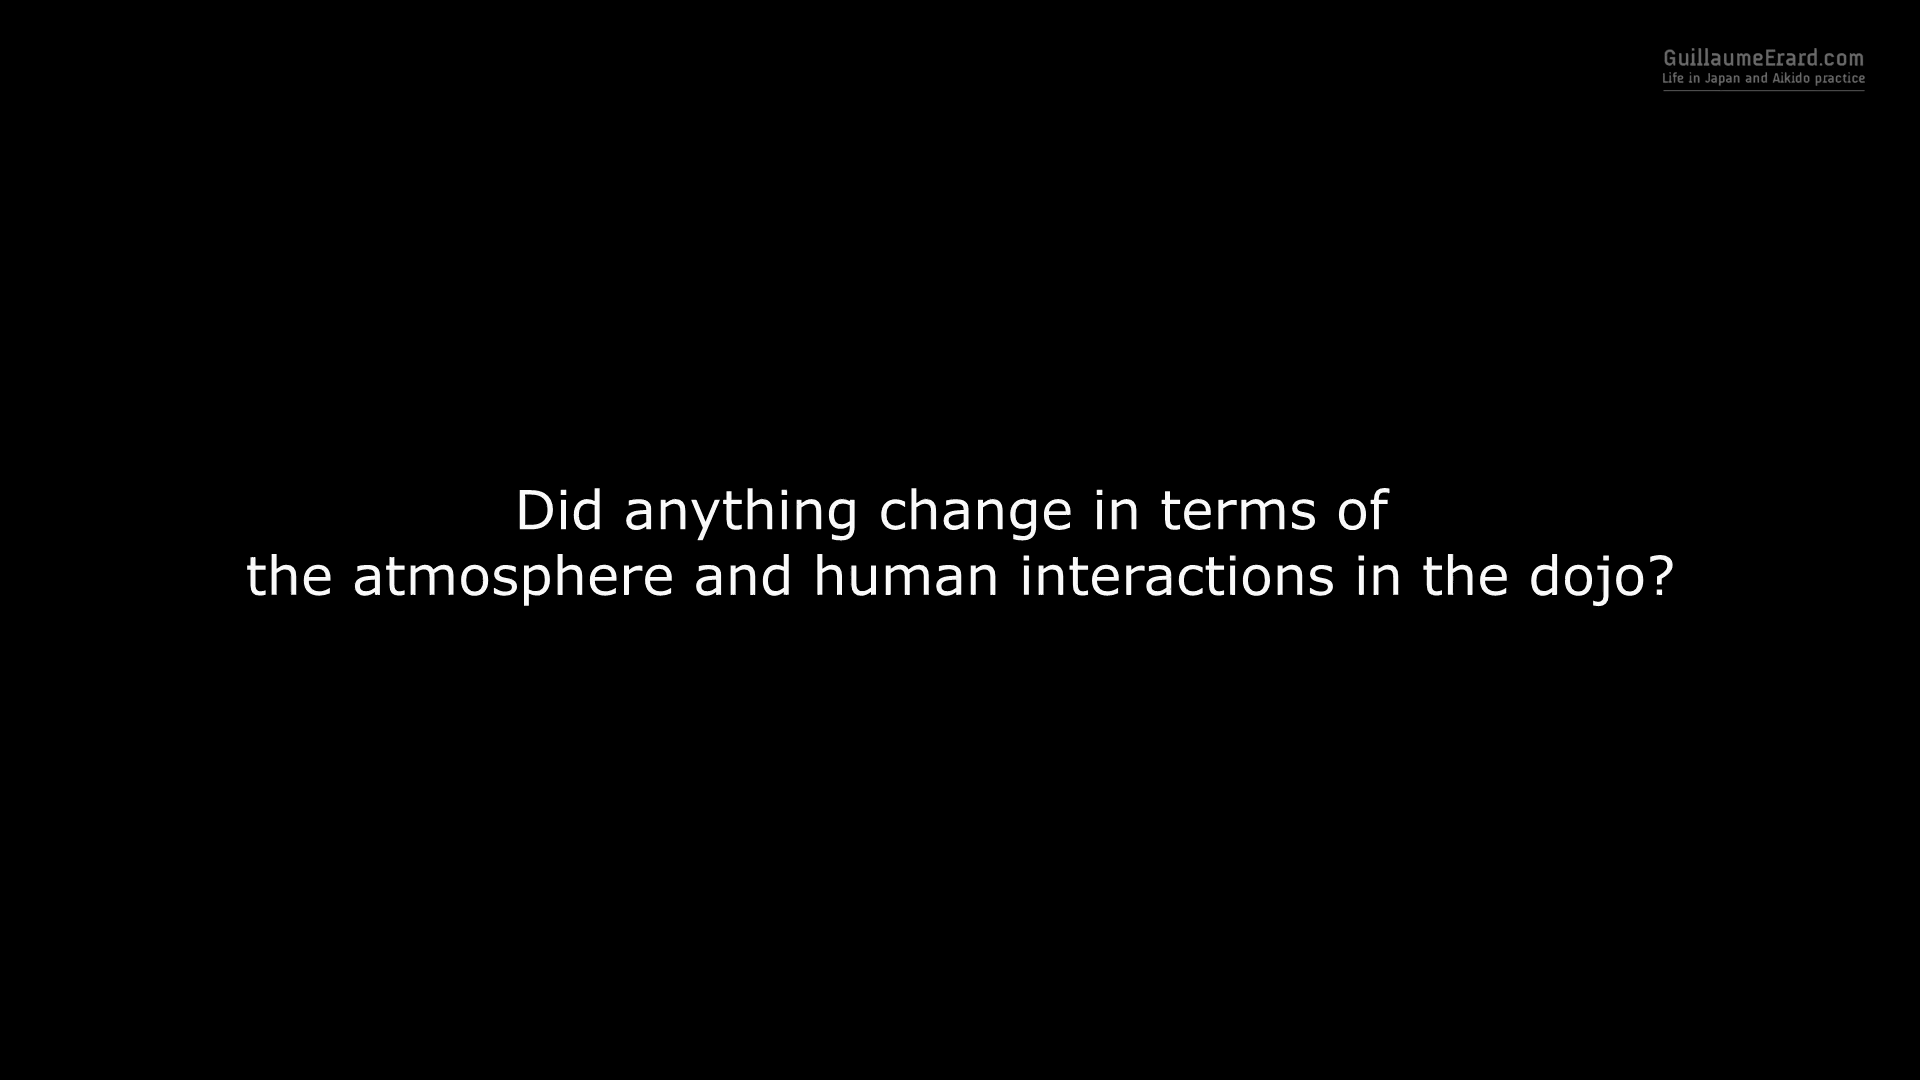 GuillaumeErard.com
Life in Japan and Aikido practice
Did anything change in terms of
the atmosphere and human interactions in the dojo?